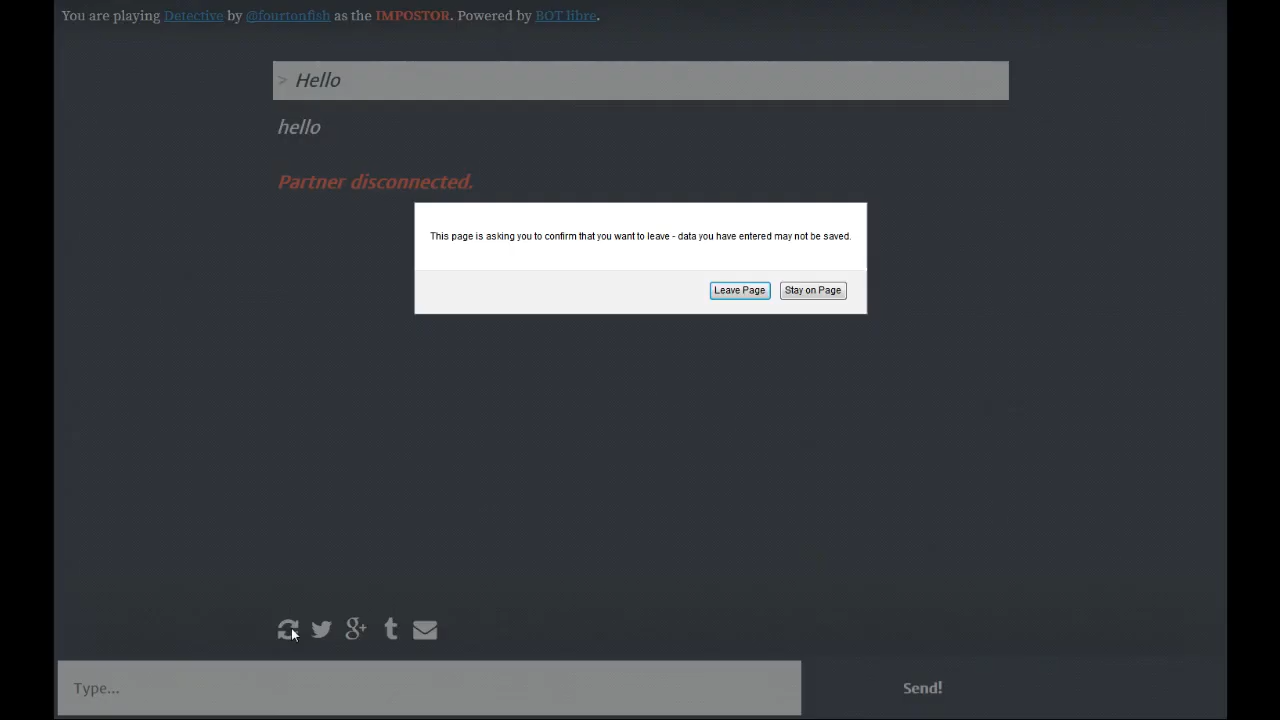 You are playing Detective by @fourtonfish as the IMPOSTOR. Powered by BOT libre.
> Hello
hello
Partner disconnected.
This page is asking you to confirm that you want to leave - data you have entered may not be saved.
Leave Page Stay on Page
Type... Send!